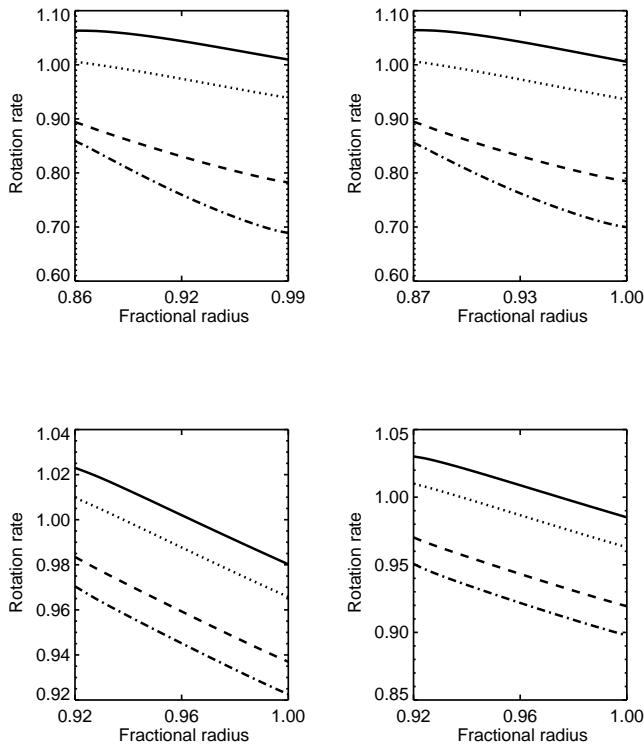 1.10
1.00
0.90
0.80
0.70
0.60
Rotation rate
0.86 0.92 0.99
Fractional radius
1.10
1.00
0.90
0.80
0.70
0.60
Rotation rate
0.87 0.93 1.00
Fractional radius
1.04
1.02
1.00
0.98
0.96
0.94
0.92
Rotation rate
0.92 0.96 1.00
Fractional radius
1.05
1.00
0.95
0.90
0.85
Rotation rate
0.92 0.96 1.00
Fractional radius